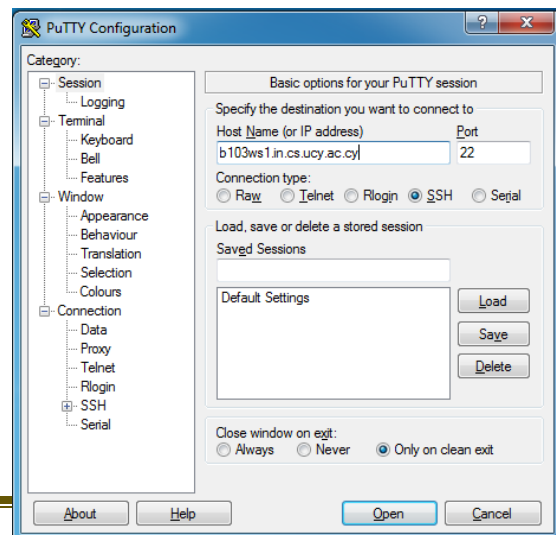 PuTTY Configuration
Category:
Session
Logging
Terminal
Keyboard
Bell
Features
Window
Appearance
Behaviour
Translation
Selection
Colours
Connection
Data
Proxy
Telnet
Rlogin
SSH
Serial
Basic options for your PuTTY session
Specify the destination you want to connect to
Host Name (or IP address) Port
b103ws1.in.cs.ucy.ac.cy 22
Connection type:
Raw Telnet Rlogin SSH Serial
Load, save or delete a stored session
Saved Sessions
Default Settings
Load
Save
Delete
Close window on exit:
Always Never Only on clean exit
About Help Open Cancel